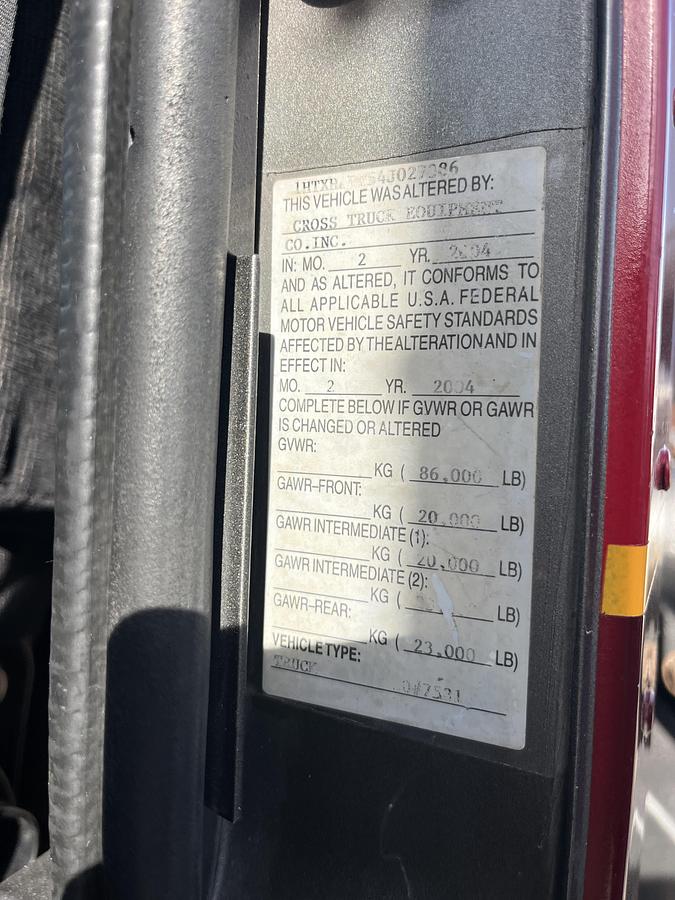 THIS VEHICLE WAS ALTERED BY:
CROSS TRUCK EQUIPMENT
CO.INC.
IN: MO. 2 YR. 2004
AND AS ALTERED, IT CONFORMS TO
ALL APPLICABLE U.S.A. FEDERAL
MOTOR VEHICLE SAFETY STANDARDS
AFFECTED BY THE ALTERATION AND IN
EFFECT IN:
MO. 2 YR. 2004
COMPLETE BELOW IF GVWR OR GAWR
IS CHANGED OR ALTERED
GVWR:
KG ( 86,000 LB)
GAWR–FRONT:
KG ( 20,000 LB)
GAWR INTERMEDIATE (1):
KG ( 20,000 LB)
GAWR INTERMEDIATE (2):
KG ( LB)
GAWR–REAR:
KG ( 23,000 LB)
VEHICLE TYPE:
TRUCK